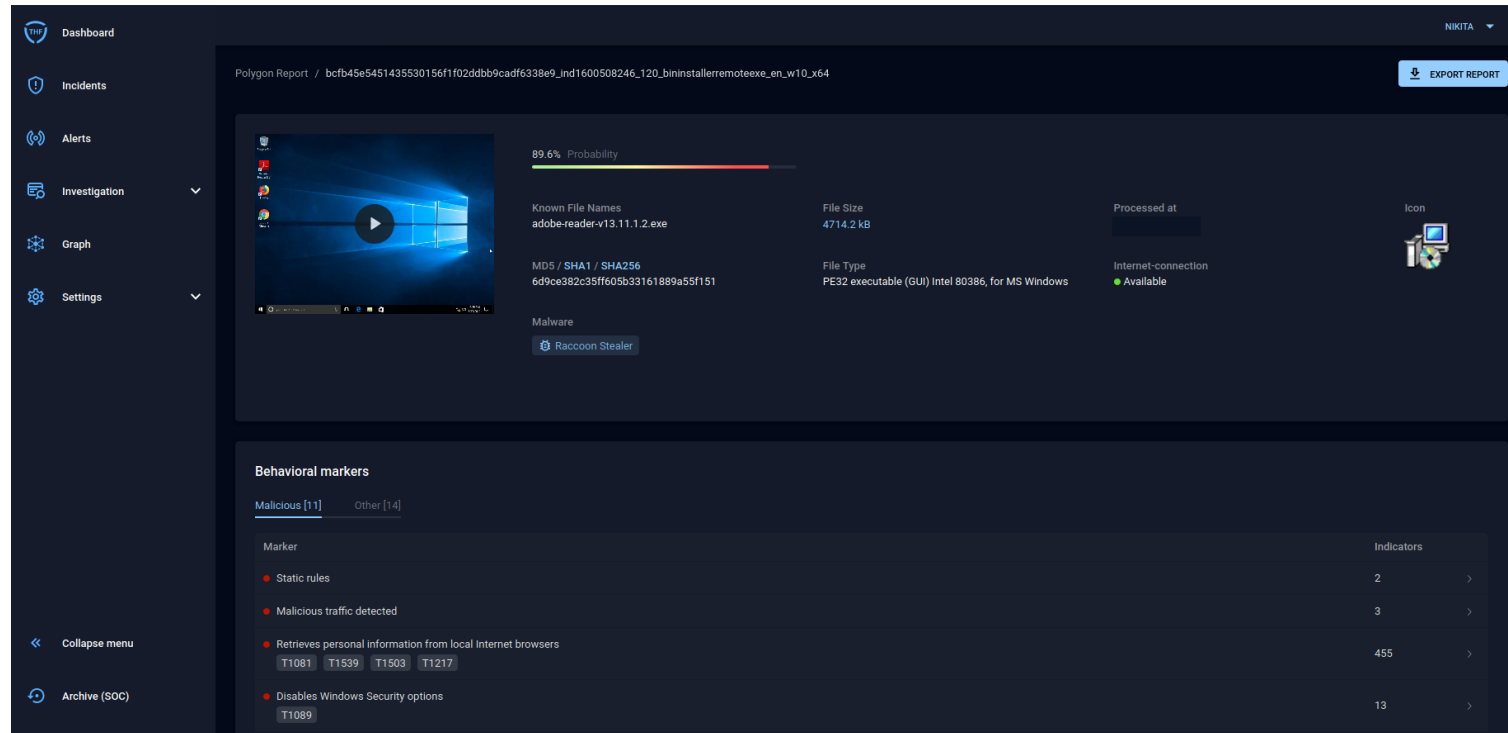 THF
Dashboard
NIKITA
Incidents
Polygon Report / bcfb45e5451435530156f1f02ddbb9cadf6338e9_ind1600508246_120_bininstallerremoteexe_en_w10_x64
EXPORT REPORT
Alerts
Investigation
Graph
Settings
89.6% Probability
Known File Names
adobe-reader-v13.11.1.2.exe
File Size
4714.2 kB
Processed at
Icon
MD5 / SHA1 / SHA256
6d9ce382c35ff605b33161889a55f151
File Type
PE32 executable (GUI) Intel 80386, for MS Windows
Internet-connection
Available
Malware
Raccoon Stealer
Behavioral markers
Malicious [11] Other [14]
Marker Indicators
Static rules 2
Malicious traffic detected 3
Retrieves personal information from local Internet browsers 455
T1081 T1539 T1503 T1217
Disables Windows Security options 13
T1089
Collapse menu
Archive (SOC)